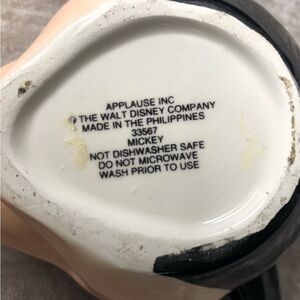 APPLAUSE INC
© THE WALT DISNEY COMPANY
MADE IN THE PHILIPPINES
33567
MICKEY
NOT DISHWASHER SAFE
DO NOT MICROWAVE
WASH PRIOR TO USE